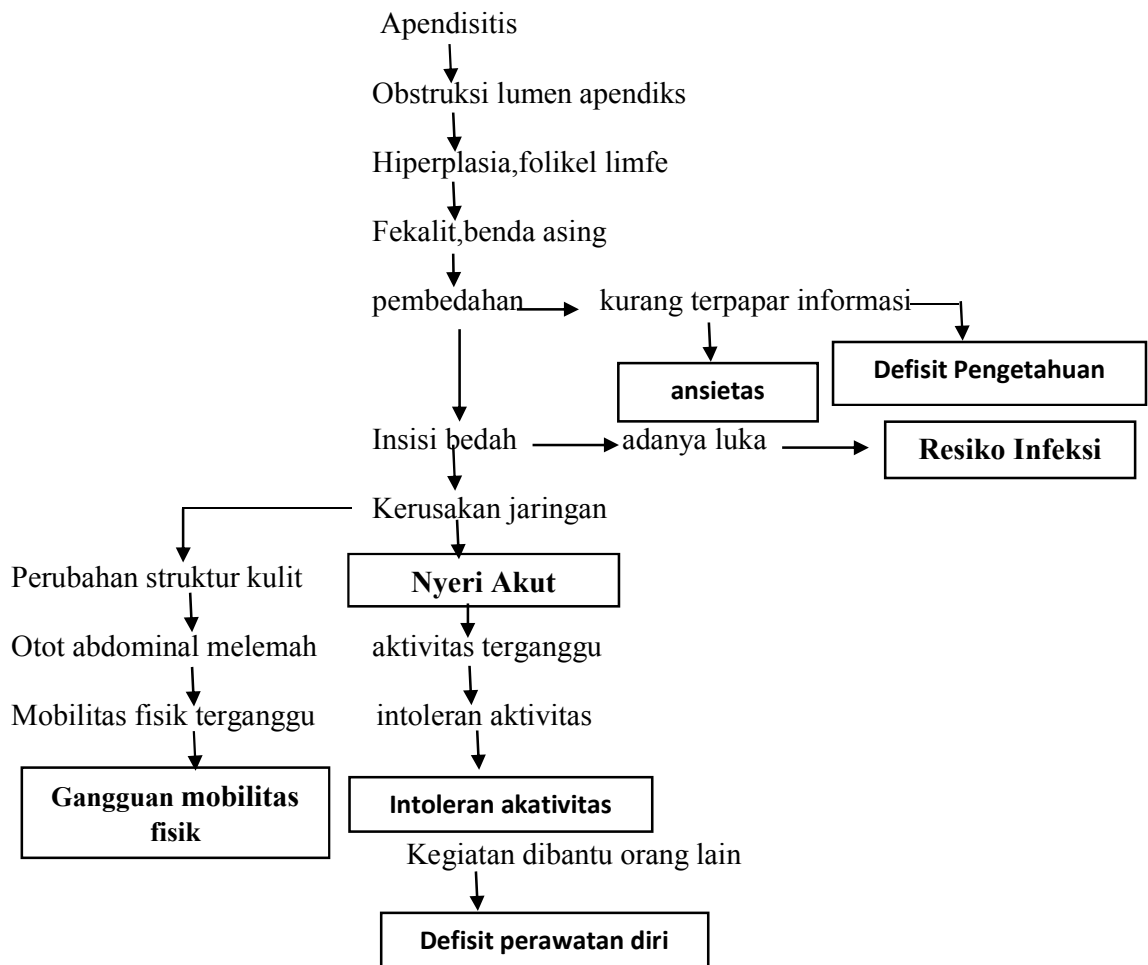 Apendisitis
Obstruksi lumen apendiks
Hiperplasia,folikel limfe
Fekalit,benda asing
pembedahan
kurang terpapar informasi
ansietas
Defisit Pengetahuan
Insisi bedah
adanya luka
Resiko Infeksi
Kerusakan jaringan
Perubahan struktur kulit
Nyeri Akut
Otot abdominal melemah
aktivitas terganggu
Mobilitas fisik terganggu
intoleran aktivitas
Gangguan mobilitas
fisik
Intoleran akativitas
Kegiatan dibantu orang lain
Defisit perawatan diri